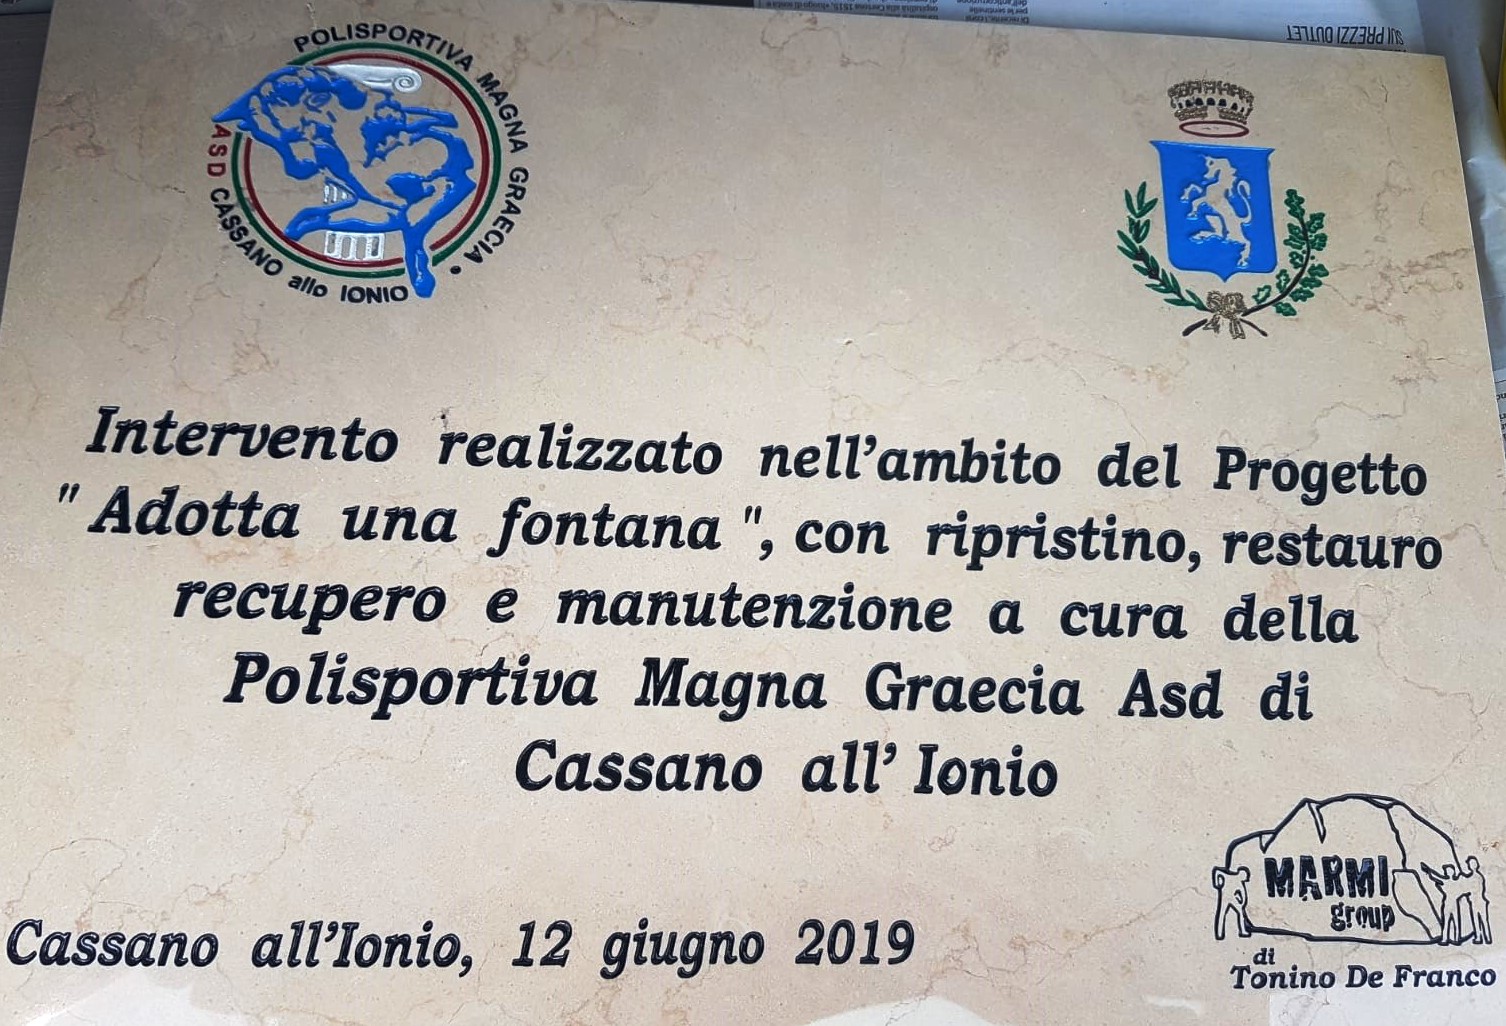 POLISPORTIVA MAGNA GRAECIA •
ASD CASSANO allo IONIO
Intervento realizzato nell'ambito del Progetto
" Adotta una fontana ", con ripristino, restauro
recupero e manutenzione a cura della
Polisportiva Magna Graecia Asd di
Cassano all' Ionio
Cassano all'Ionio, 12 giugno 2019
MARMI
group
di
Tonino De Franco
SUI PREZZI OUTLET